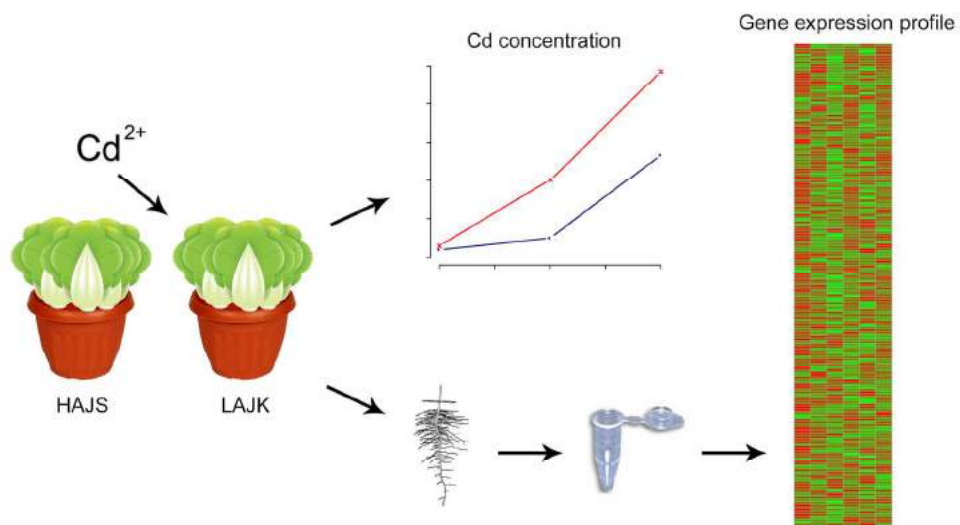 Gene expression profile
Cd concentration
Cd²⁺
HAJS
LAJK